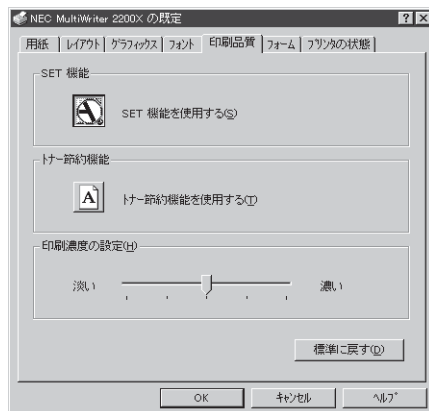 NEC MultiWriter 2200X の既定
用紙 レイアウト グラフィックス フォント 印刷品質 フォーム プリンタの状態
SET 機能
SET 機能を使用する(S)
トナー節約機能
トナー節約機能を使用する(T)
印刷濃度の設定(H)
淡い 濃い
標準に戻す(D)
OK キャンセル ヘルプ